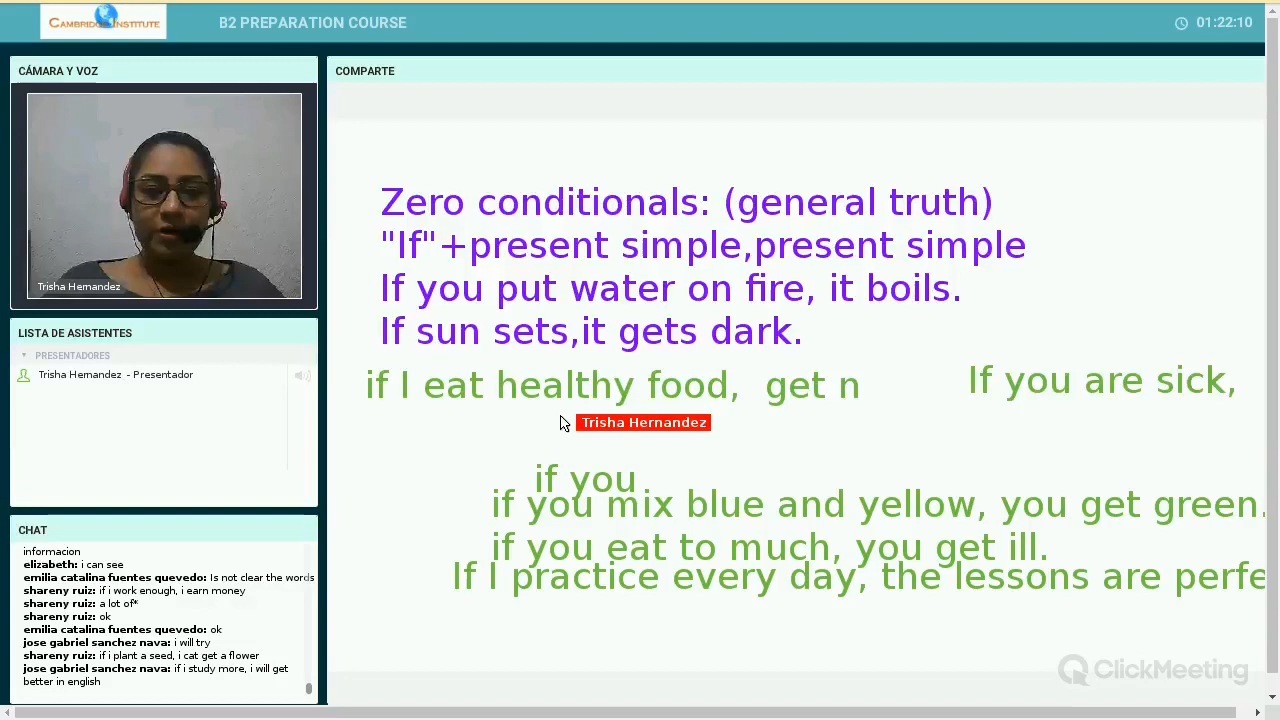 CAMBRIDGE INSTITUTE
B2 PREPARATION COURSE
01:22:10
CÁMARA Y VOZ
Trisha Hernandez
LISTA DE ASISTENTES
PRESENTADORES
Trisha Hernandez - Presentador
CHAT
informacion
elizabeth: i can see
emilia catalina fuentes quevedo: Is not clear the words
shareny ruiz: if i work enough, i earn money
shareny ruiz: a lot of*
shareny ruiz: ok
emilia catalina fuentes quevedo: ok
jose gabriel sanchez nava: i will try
shareny ruiz: if i plant a seed, i cat get a flower
jose gabriel sanchez nava: if i study more, i will get
better in english
COMPARTE
Zero conditionals: (general truth)
"If"+present simple,present simple
If you put water on fire, it boils.
If sun sets,it gets dark.
if I eat healthy food, get n
If you are sick,
Trisha Hernandez
if you
if you mix blue and yellow, you get green.
if you eat to much, you get ill.
If I practice every day, the lessons are perfe
ClickMeeting